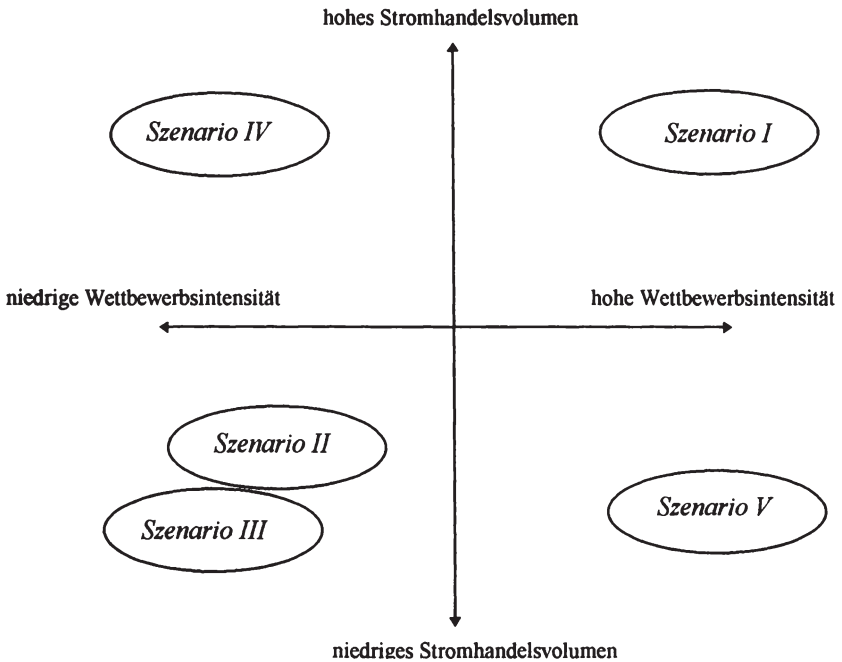 hohes Stromhandelsvolumen
Szenario IV
Szenario I
niedrige Wettbewerbsintensität
hohe Wettbewerbsintensität
Szenario II
Szenario III
Szenario V
niedriges Stromhandelsvolumen